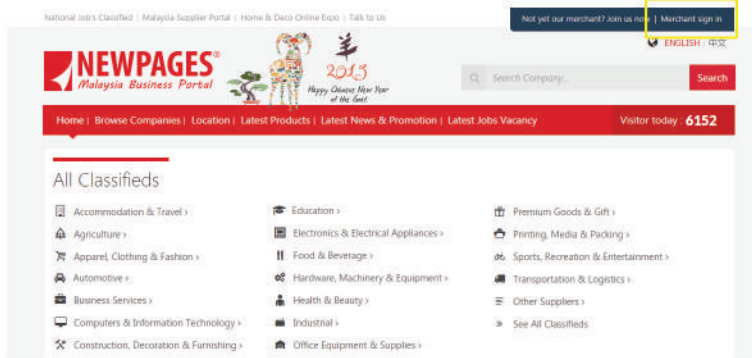 National Job's Classified | Malaysia Supplier Portal | Home & Deco Online Expo | Talk to Us
Not yet our merchant? Join us now | Merchant sign in
ENGLISH | 中文
NEWPAGES®
Malaysia Business Portal
羊
2015
Happy Chinese New Year
of the Goat
Search Company...
Search
Home | Browse Companies | Location | Latest Products | Latest News & Promotion | Latest Jobs Vacancy
Visitor today : 6152
All Classifieds
Accommodation & Travel >
Education >
Premium Goods & Gift >
Agriculture >
Electronics & Electrical Appliances >
Printing, Media & Packing >
Apparel, Clothing & Fashion >
Food & Beverage >
Sports, Recreation & Entertainment >
Automotive >
Hardware, Machinery & Equipment >
Transportation & Logistics >
Business Services >
Health & Beauty >
Other Suppliers >
Computers & Information Technology >
Industrial >
See All Classifieds
Construction, Decoration & Furnishing >
Office Equipment & Supplies >